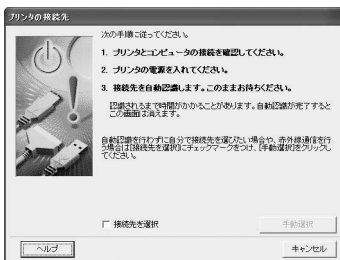 プリンタの接続先
次の手順に従ってください。
1. プリンタとコンピュータの接続を確認してください。
2. プリンタの電源を入れてください。
3. 接続先を自動認識します。このままお待ちください。
認識されるまで時間がかかることがあります。自動認識が完了すると
この画面は消えます。
自動認識を行わずに自分で接続先を選びたい場合や、赤外線通信を行
う場合は[接続先を選択]にチェックマークをつけ、[手動選択]をクリックし
てください。
接続先を選択
手動選択
ヘルプ
キャンセル